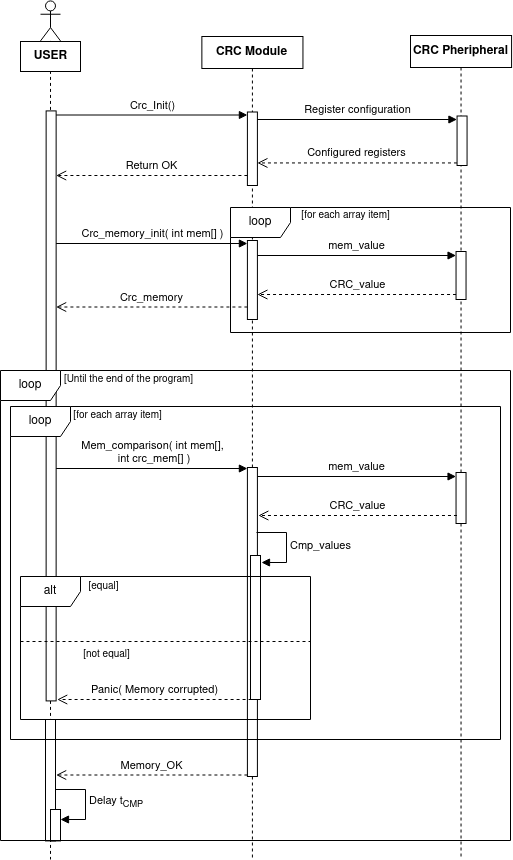 USER
CRC Module
CRC Pheripheral
Crc_Init()
Register configuration
Configured registers
Return OK
loop
[for each array item]
Crc_memory_init( int mem[] )
mem_value
CRC_value
Crc_memory
loop
[Until the end of the program]
loop
[for each array item]
Mem_comparison( int mem[],
int crc_mem[] )
mem_value
CRC_value
Cmp_values
alt
[equal]
[not equal]
Panic( Memory corrupted)
Memory_OK
Delay tCMP